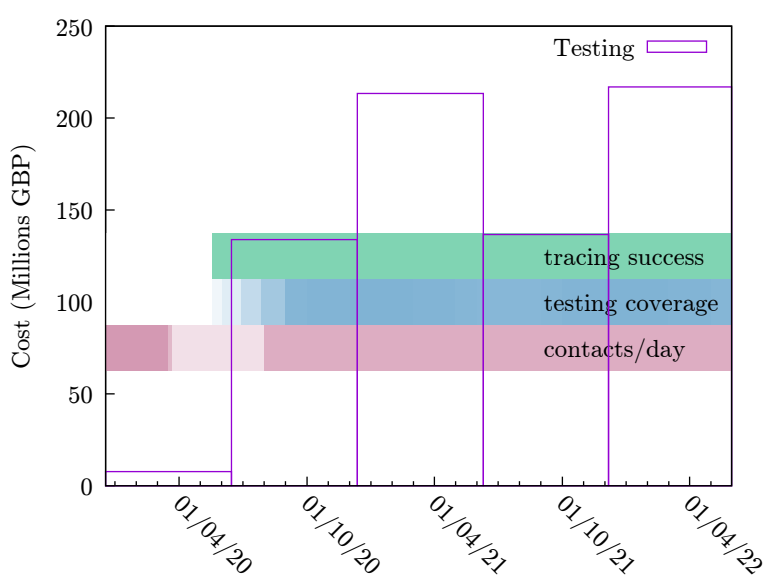 250
200
150
100
50
0
Cost (Millions GBP)
Testing
tracing success
testing coverage
contacts/day
01/04/20
01/10/20
01/04/21
01/10/21
01/04/22